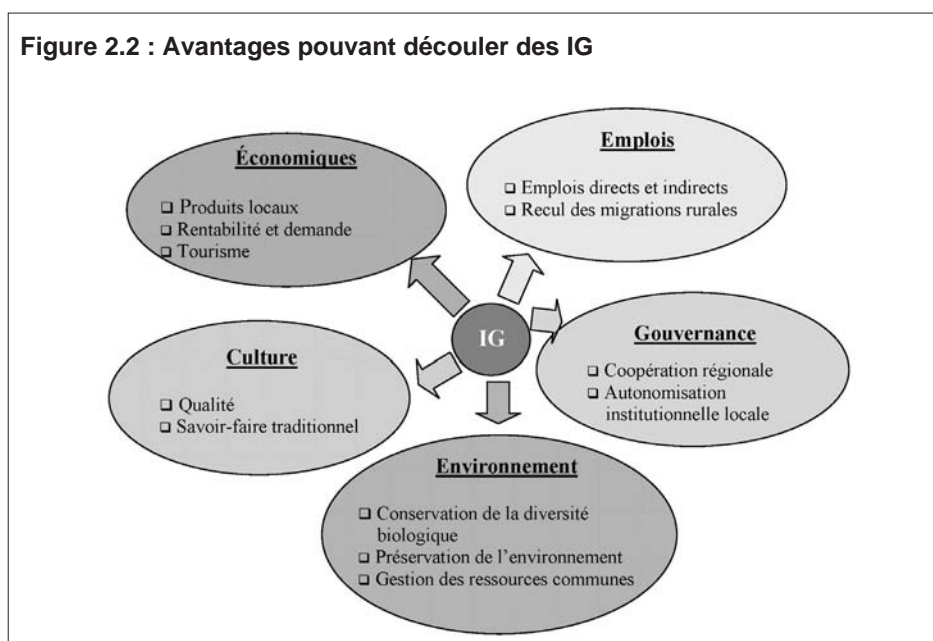 Figure 2.2 : Avantages pouvant découler des IG
Économiques
❑ Produits locaux
❑ Rentabilité et demande
❑ Tourisme
Emplois
❑ Emplois directs et indirects
❑ Recul des migrations rurales
IG
Gouvernance
❑ Coopération régionale
❑ Autonomisation
institutionnelle locale
Culture
❑ Qualité
❑ Savoir-faire traditionnel
Environnement
❑ Conservation de la diversité
biologique
❑ Préservation de l’environnement
❑ Gestion des ressources communes